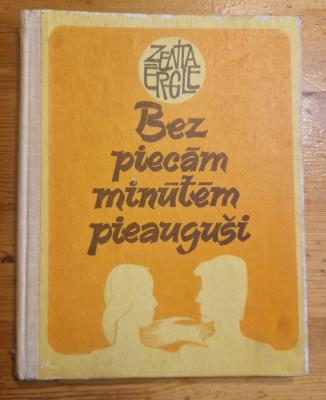 ZENTA
ĒRGLE
Bez
piecām
minūtēm
pieauguši